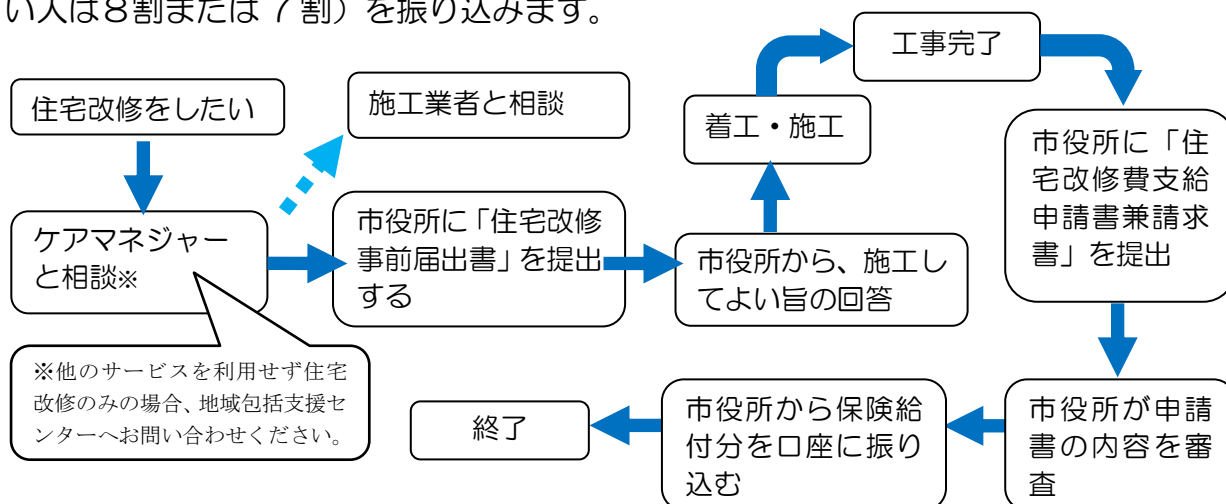 い人は８割または７割）を振り込みます。
住宅改修をしたい
ケアマネジャー
と相談※
※他のサービスを利用せず住宅
改修のみの場合、地域包括支援セ
ンターへお問い合わせください。
施工業者と相談
市役所に「住宅改修
事前届出書」を提出
する
市役所から、施工し
てよい旨の回答
着工・施工
工事完了
市役所に「住
宅改修費支給
申請書兼請求
書」を提出
市役所が申請
書の内容を審
査
市役所から保険給
付分を口座に振り
込む
終了